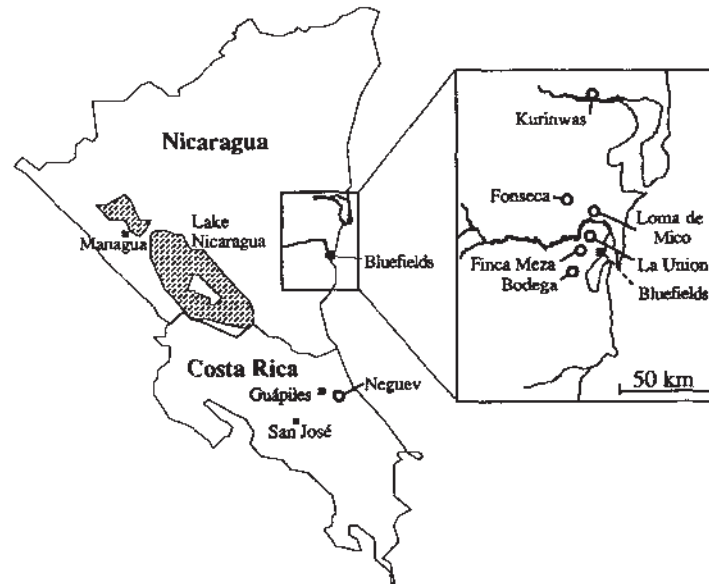 Nicaragua
Lake
Nicaragua
Managua
Bluefields
Costa Rica
Guápiles
Neguev
San José
Kurinwas
Fonseca
Loma de
Mico
Finca Meza
La Union
Bodega
Bluefields
50 km